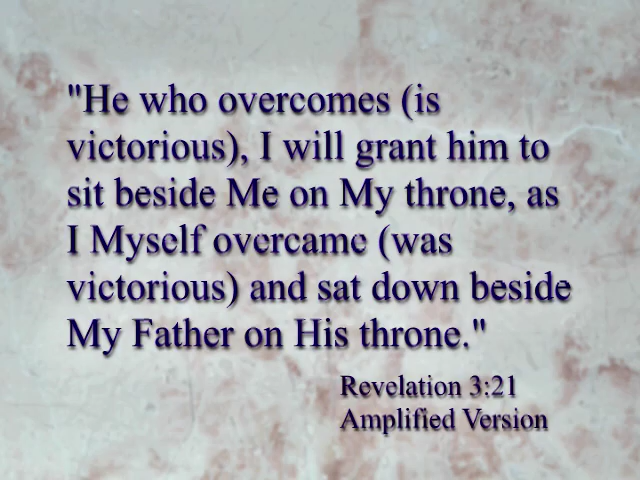 "He who overcomes (is
victorious), I will grant him to
sit beside Me on My throne, as
I Myself overcame (was
victorious) and sat down beside
My Father on His throne."
Revelation 3:21
Amplified Version